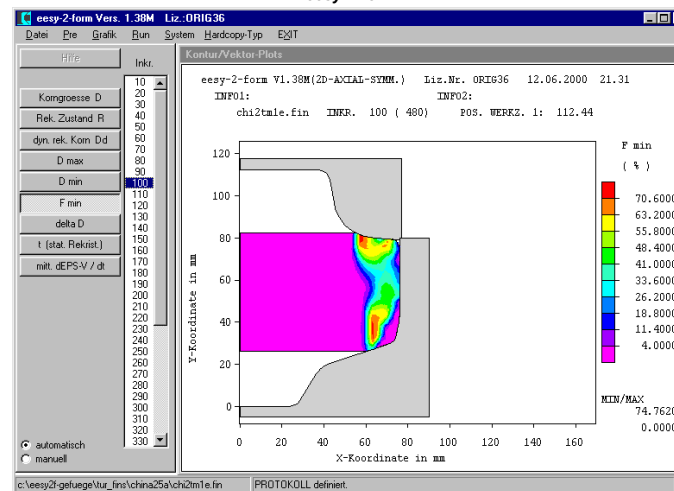 eesy-2-form Vers. 1.38M Liz.:ORIG36
Datei Pre Grafik Run System Hardcopy-Typ EXIT
Hilfe
Inkr.
Korngroesse D
Rek. Zustand R
dyn. rek. Korn Dd
D max
D min
F min
delta D
t (stat. Rekrist.)
mitt. dEPS-V / dt
10
20
30
40
50
60
70
80
90
100
110
120
130
140
150
160
170
180
190
200
210
220
230
240
250
260
270
280
290
300
310
320
330
automatisch
manuell
Kontur/Vektor-Plots
eesy-2-form V1.38M(2D-AXIAL-SYMM.) Liz.Nr. ORIG36 12.06.2000 21.31
INFO1: INFO2:
chi2tm1e.fin INKR. 100 ( 480) POS. WERKZ. 1: 112.44
F min
( % )
70.6000
63.2000
55.8000
48.4000
41.0000
33.6000
26.2000
18.8000
11.4000
4.0000
MIN/MAX
74.7620
0.0000
Y-Koordinate in mm
120
100
80
60
40
20
0
0 20 40 60 80 100 120 140 160
X-Koordinate in mm
c:\eesy2f-gefuege\tur_fins\china25a\chi2tm1e.fin PROTOKOLL definiert.